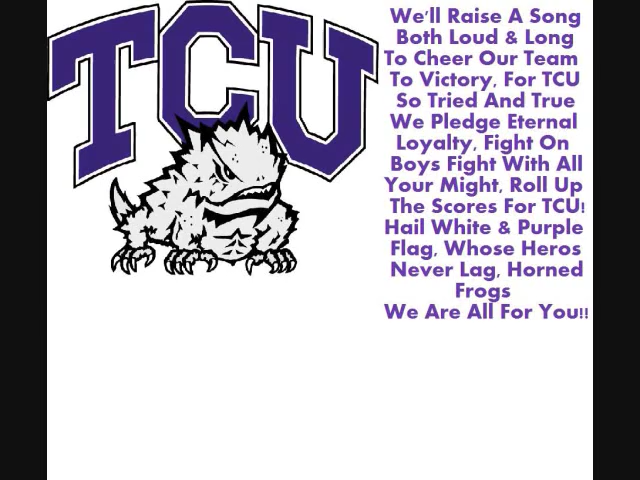 TCU
We'll Raise A Song
Both Loud & Long
To Cheer Our Team
To Victory, For TCU
So Tried And True
We Pledge Eternal
Loyalty, Fight On
Boys Fight With All
Your Might, Roll Up
The Scores For TCU!
Hail White & Purple
Flag, Whose Heros
Never Lag, Horned
Frogs
We Are All For You!!